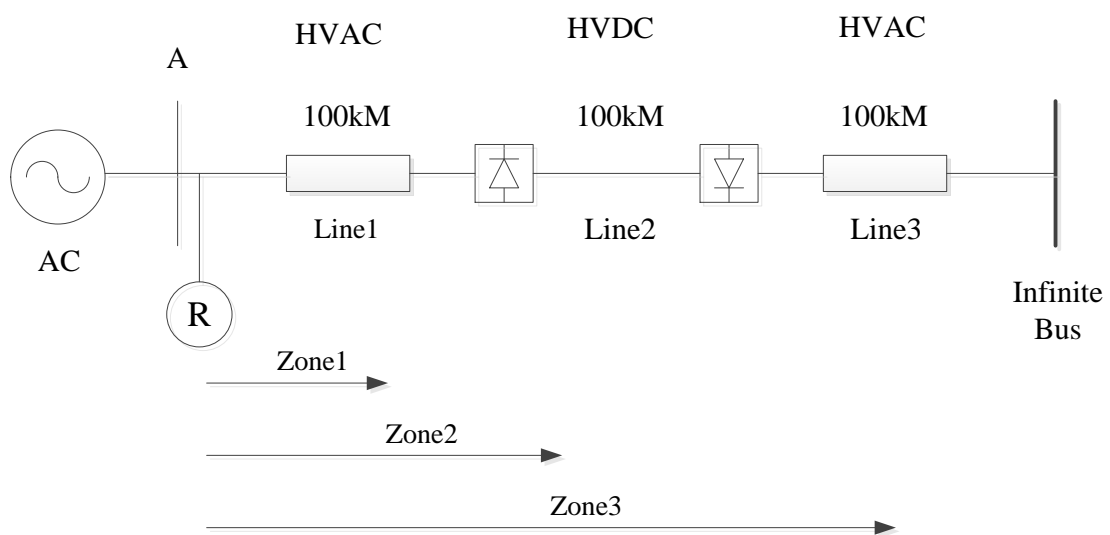 HVAC
HVDC
HVAC
A
100kM
100kM
100kM
Line1
Line2
Line3
AC
R
Infinite
Bus
Zone1
Zone2
Zone3